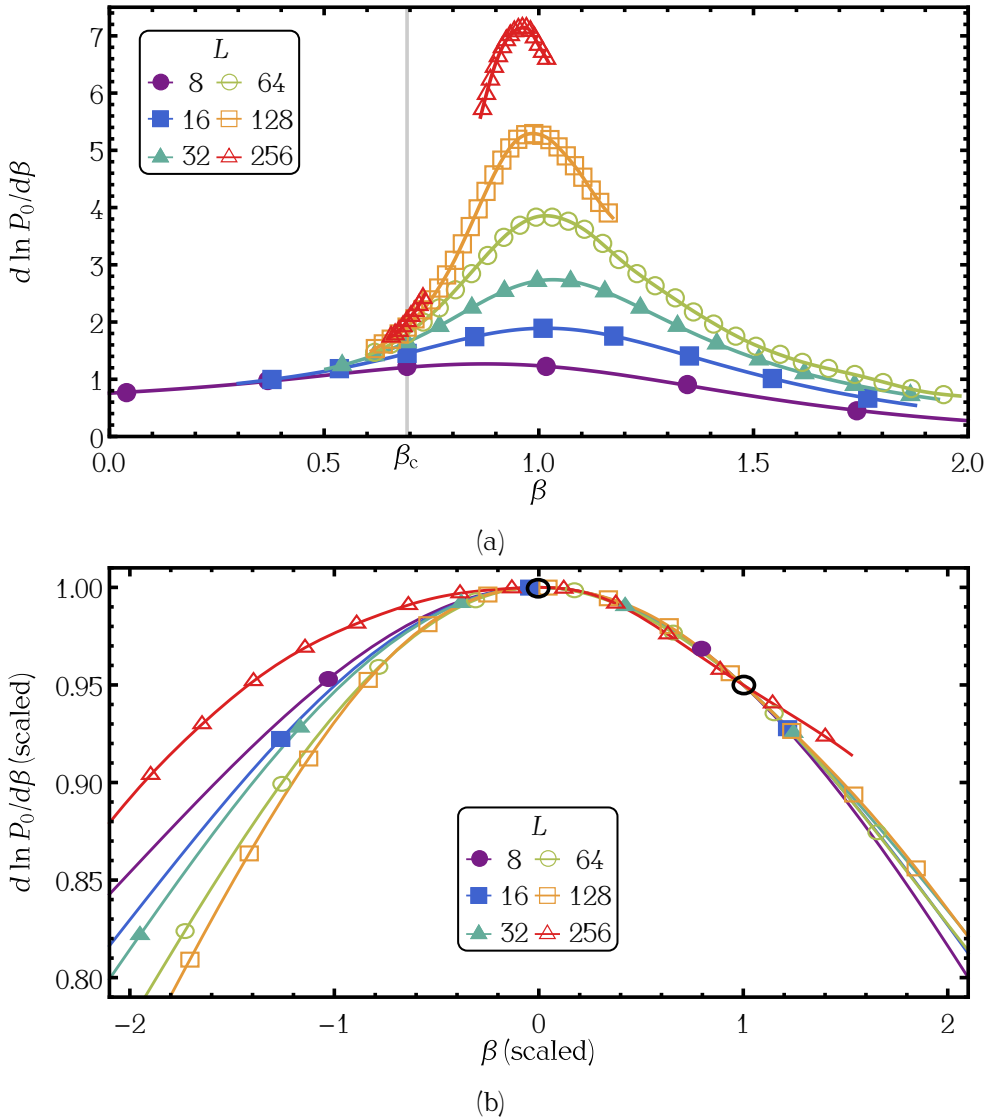 7
6
5
4
3
2
1
0
d ln P₀/dβ
L
8 64
16 128
32 256
0.0 0.5 βc 1.0 1.5 2.0
β
(a)
1.00
0.95
0.90
0.85
0.80
d ln P₀/dβ (scaled)
L
8 64
16 128
32 256
−2 −1 0 1 2
β (scaled)
(b)